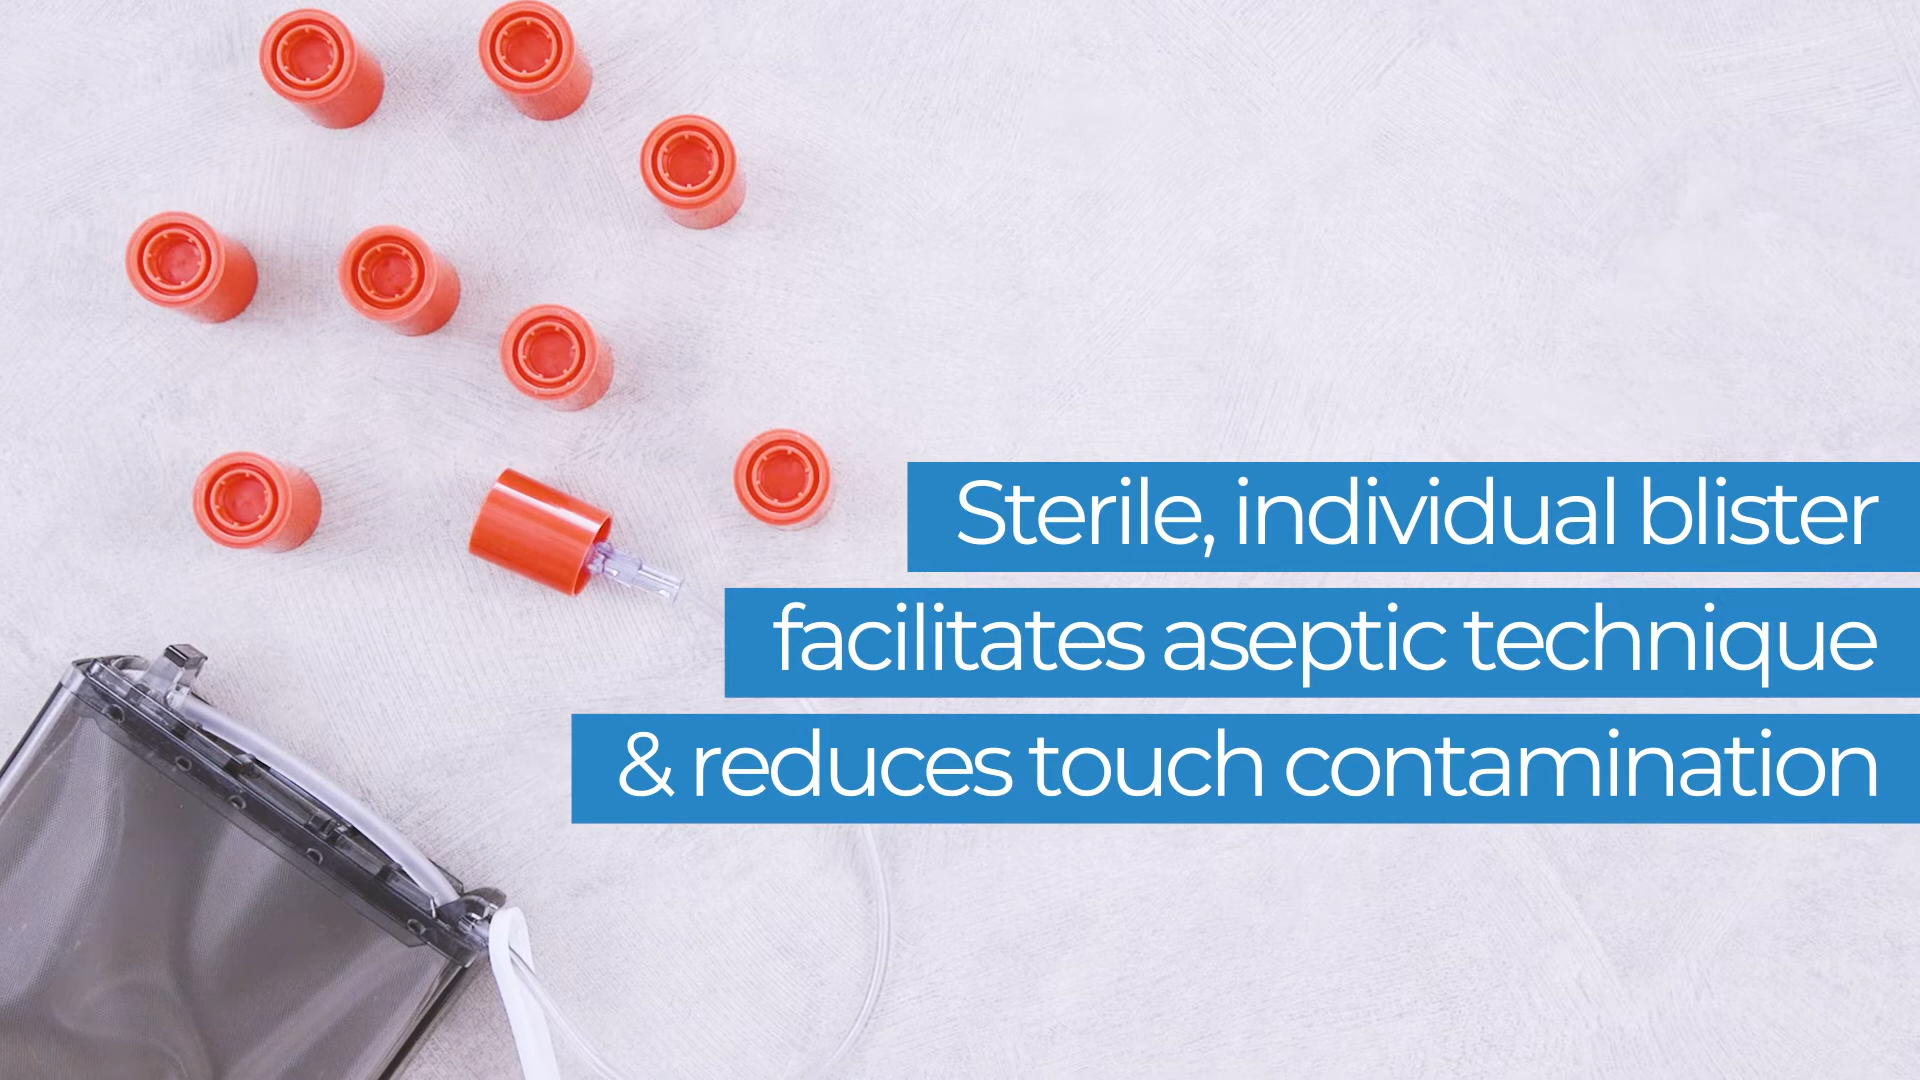 Sterile, individual blister
facilitates aseptic technique
& reduces touch contamination